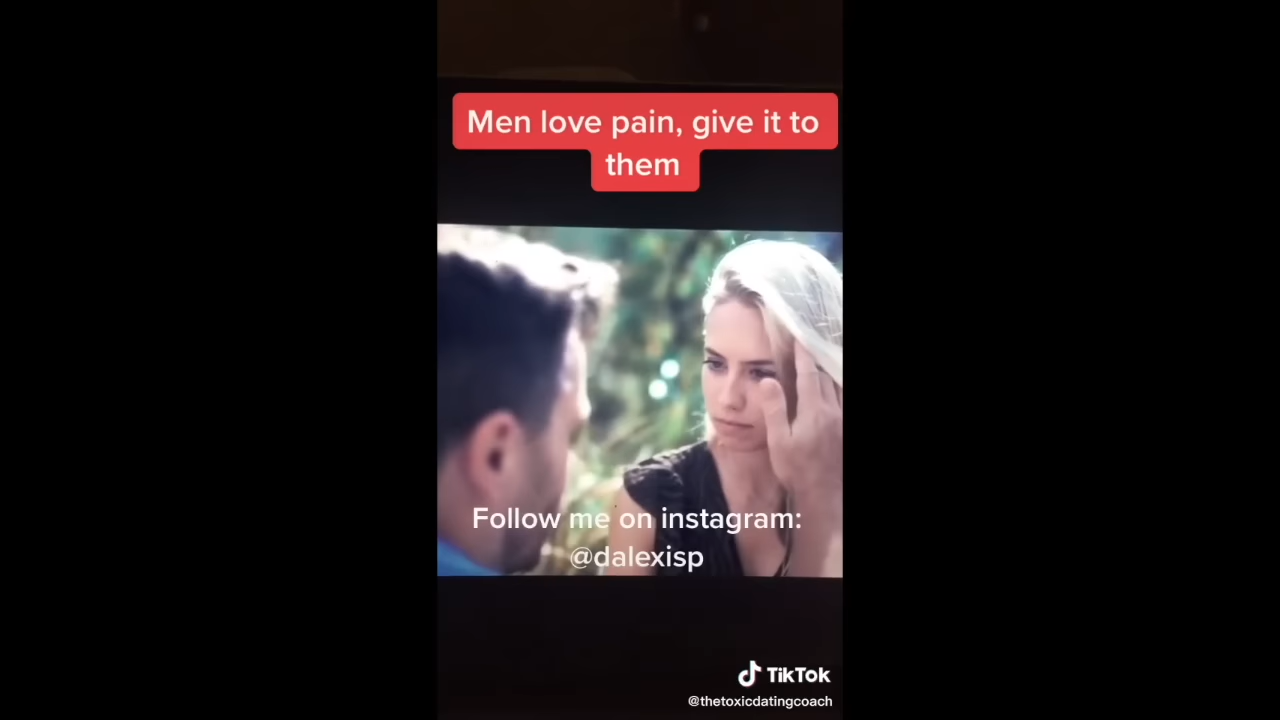 Men love pain, give it to
them
Follow me on instagram:
@dalexisp
TikTok
@thetoxicdatingcoach